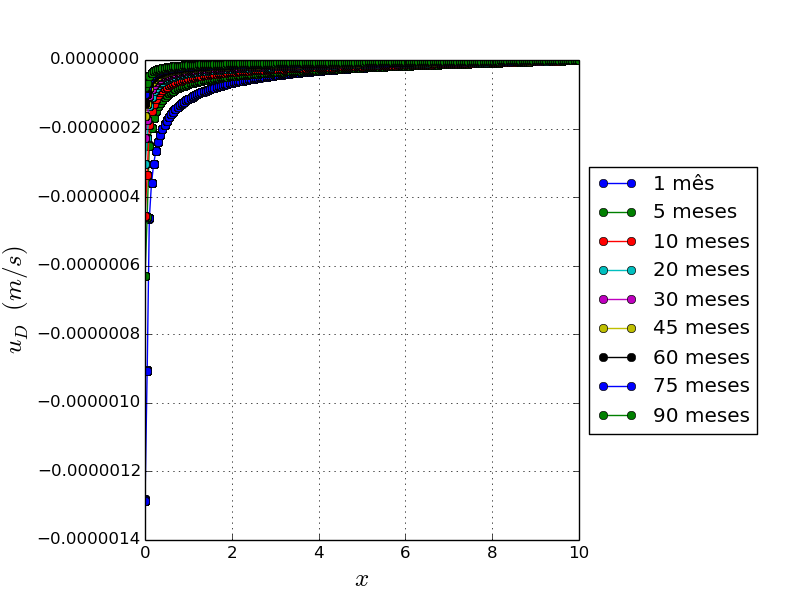 0.0000000
−0.0000002
−0.0000004
−0.0000006
−0.0000008
−0.0000010
−0.0000012
−0.0000014
u_D (m/s)
0 2 4 6 8 10
x
1 mês
5 meses
10 meses
20 meses
30 meses
45 meses
60 meses
75 meses
90 meses